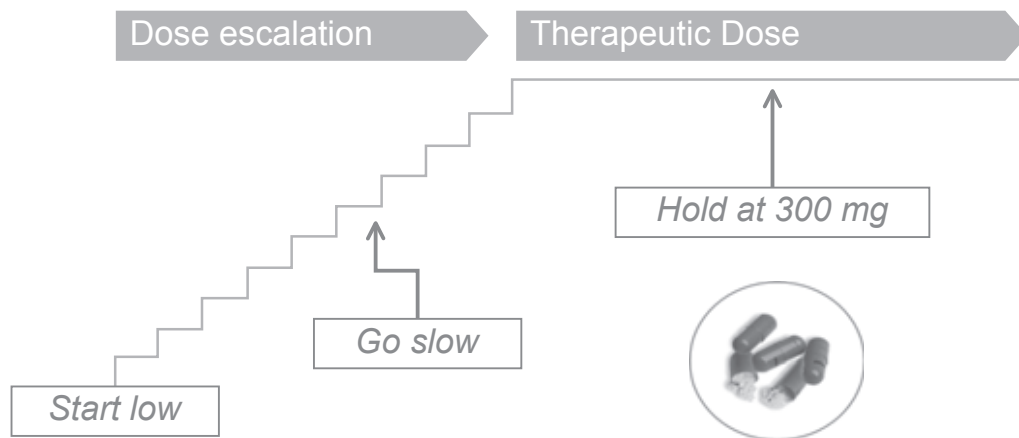 Dose escalation
Therapeutic Dose
Hold at 300 mg
Go slow
Start low